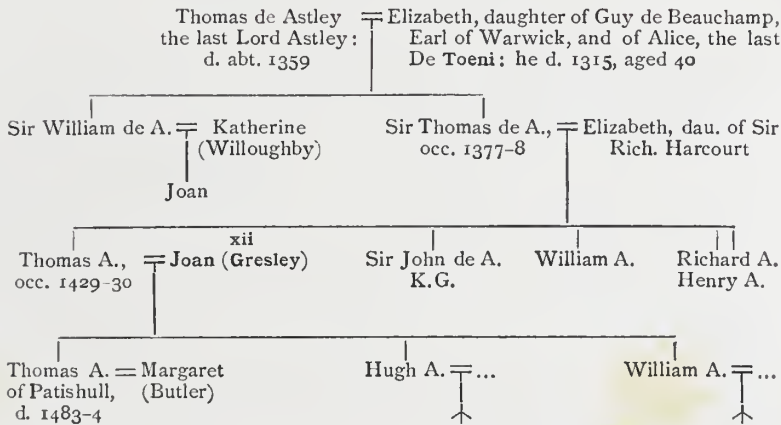 Thomas de Astley = Elizabeth, daughter of Guy de Beauchamp,
the last Lord Astley: Earl of Warwick, and of Alice, the last
d. abt. 1359 De Toeni: he d. 1315, aged 40
Sir William de A. = Katherine Sir Thomas de A., = Elizabeth, dau. of Sir
(Willoughby) occ. 1377-8 Rich. Harcourt
Joan
xii
Thomas A., = Joan (Gresley) Sir John de A. William A. Richard A.
occ. 1429-30 K.G. Henry A.
Thomas A. = Margaret Hugh A. = ... William A. = ...
of Patishull, (Butler)
d. 1483-4